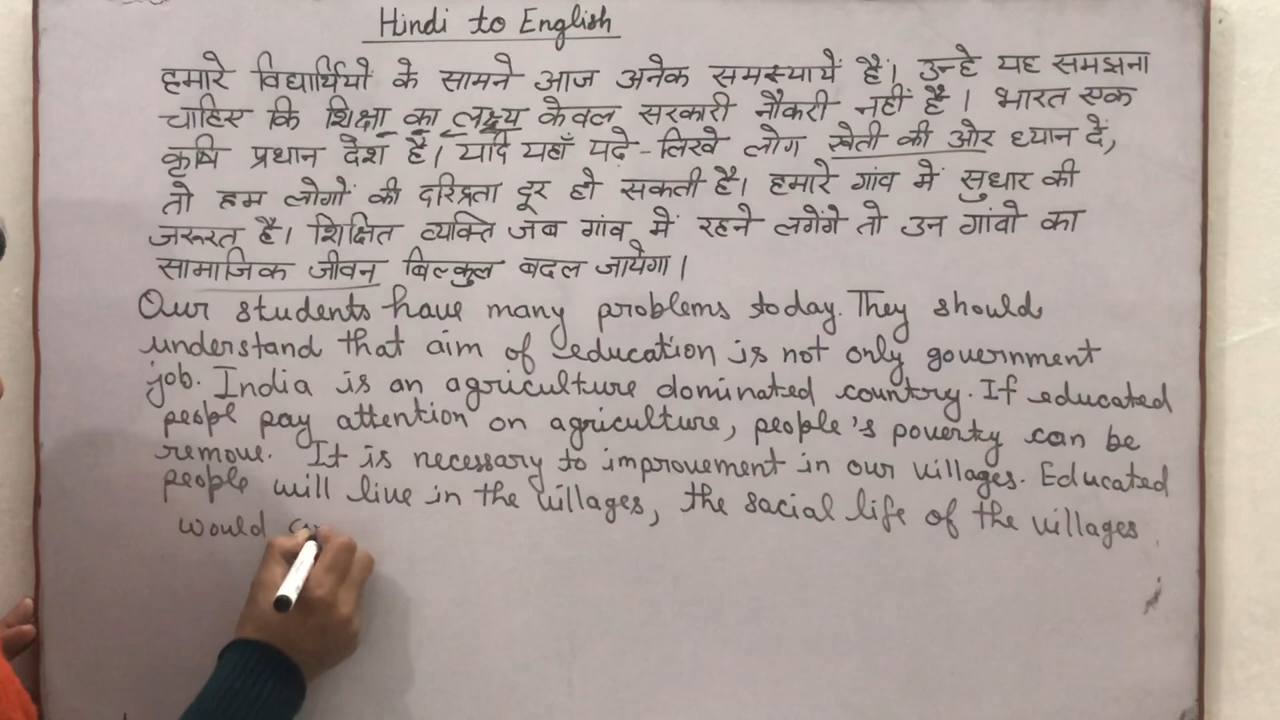 Hindi to English
हमारे विद्यार्थियों के सामने आज अनेक समस्यायें हैं। उन्हे यह समझना
चाहिए कि शिक्षा का लक्ष्य केवल सरकारी नौकरी नहीं है। भारत एक
कृषि प्रधान देश है। यदि यहाँ पढे-लिखे लोग खेती की ओर ध्यान दें,
तो हम लोगों की दरिद्रता दूर हो सकती है। हमारे गांव में सुधार की
जरूरत है। शिक्षित व्यक्ति जब गांव में रहने लगेंगे तो उन गांवो का
सामाजिक जीवन बिल्कुल बदल जायेगा।
Our students have many problems today. They should
understand that aim of education is not only government
job. India is an agriculture dominated country. If educated
people pay attention on agriculture, people's poverty can be
remove. It is necessary to improvement in our villages. Educated
people will live in the villages, the sacial life of the villages
would